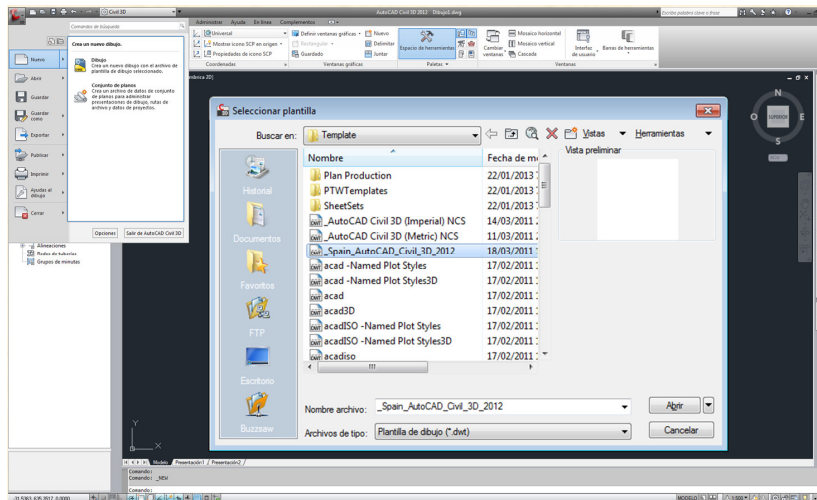 Civil 3D
AutoCAD Civil 3D 2012 Dibujo1.dwg
Escriba palabra clave o frase
Comandos de búsqueda
Administrar Ayuda En línea Complementos
Crea un nuevo dibujo.
Dibujo
Crea un nuevo dibujo con el archivo de
plantilla de dibujo seleccionado.
Conjunto de planos
Crea un archivo de datos de conjunto
de planos para administrar
presentaciones de dibujo, rutas de
archivo y datos de proyectos.
Nuevo
Abrir
Guardar
Guardar
como
Exportar
Publicar
Imprimir
Ayudas al
dibujo
Cerrar
Opciones
Salir de AutoCAD Civil 3D
Universal
Mostrar icono SCP en origen
Propiedades de icono SCP
Coordenadas
Definir ventanas gráficas
Rectangular
Guardado
Nuevo
Delimitar
Juntar
Ventanas gráficas
Espacio de herramientas
Paletas
Cambiar
ventanas
Mosaico horizontal
Mosaico vertical
Cascada
Ventanas
Interfaz
de usuario
Barras de herramientas
Alineaciones
Redes de tuberías
Grupos de minutas
N
O
SUPERIOR
E
S
Seleccionar plantilla
Buscar en:
Template
Vistas
Herramientas
Historial
Documentos
Favoritos
FTP
Escritorio
Buzzsaw
Nombre
Fecha de mo
Plan Production 22/01/2013
PTWTemplates 22/01/2013
SheetSets 22/01/2013
_AutoCAD Civil 3D (Imperial) NCS 14/03/2011
_AutoCAD Civil 3D (Metric) NCS 11/03/2011
_Spain_AutoCAD_Civil_3D_2012 18/03/2011
acad -Named Plot Styles 17/02/2011
acad -Named Plot Styles3D 17/02/2011
acad 17/02/2011
acad3D 17/02/2011
acadISO -Named Plot Styles 17/02/2011
acadISO -Named Plot Styles3D 17/02/2011
acadiso 17/02/2011
Vista preliminar
Nombre archivo:
_Spain_AutoCAD_Civil_3D_2012
Abrir
Archivos de tipo:
Plantilla de dibujo (*.dwt)
Cancelar
Y
X
Modelo
Presentación1
Presentación2
Comando:
Comando: _NEW
Comando:
MODELO
1:500